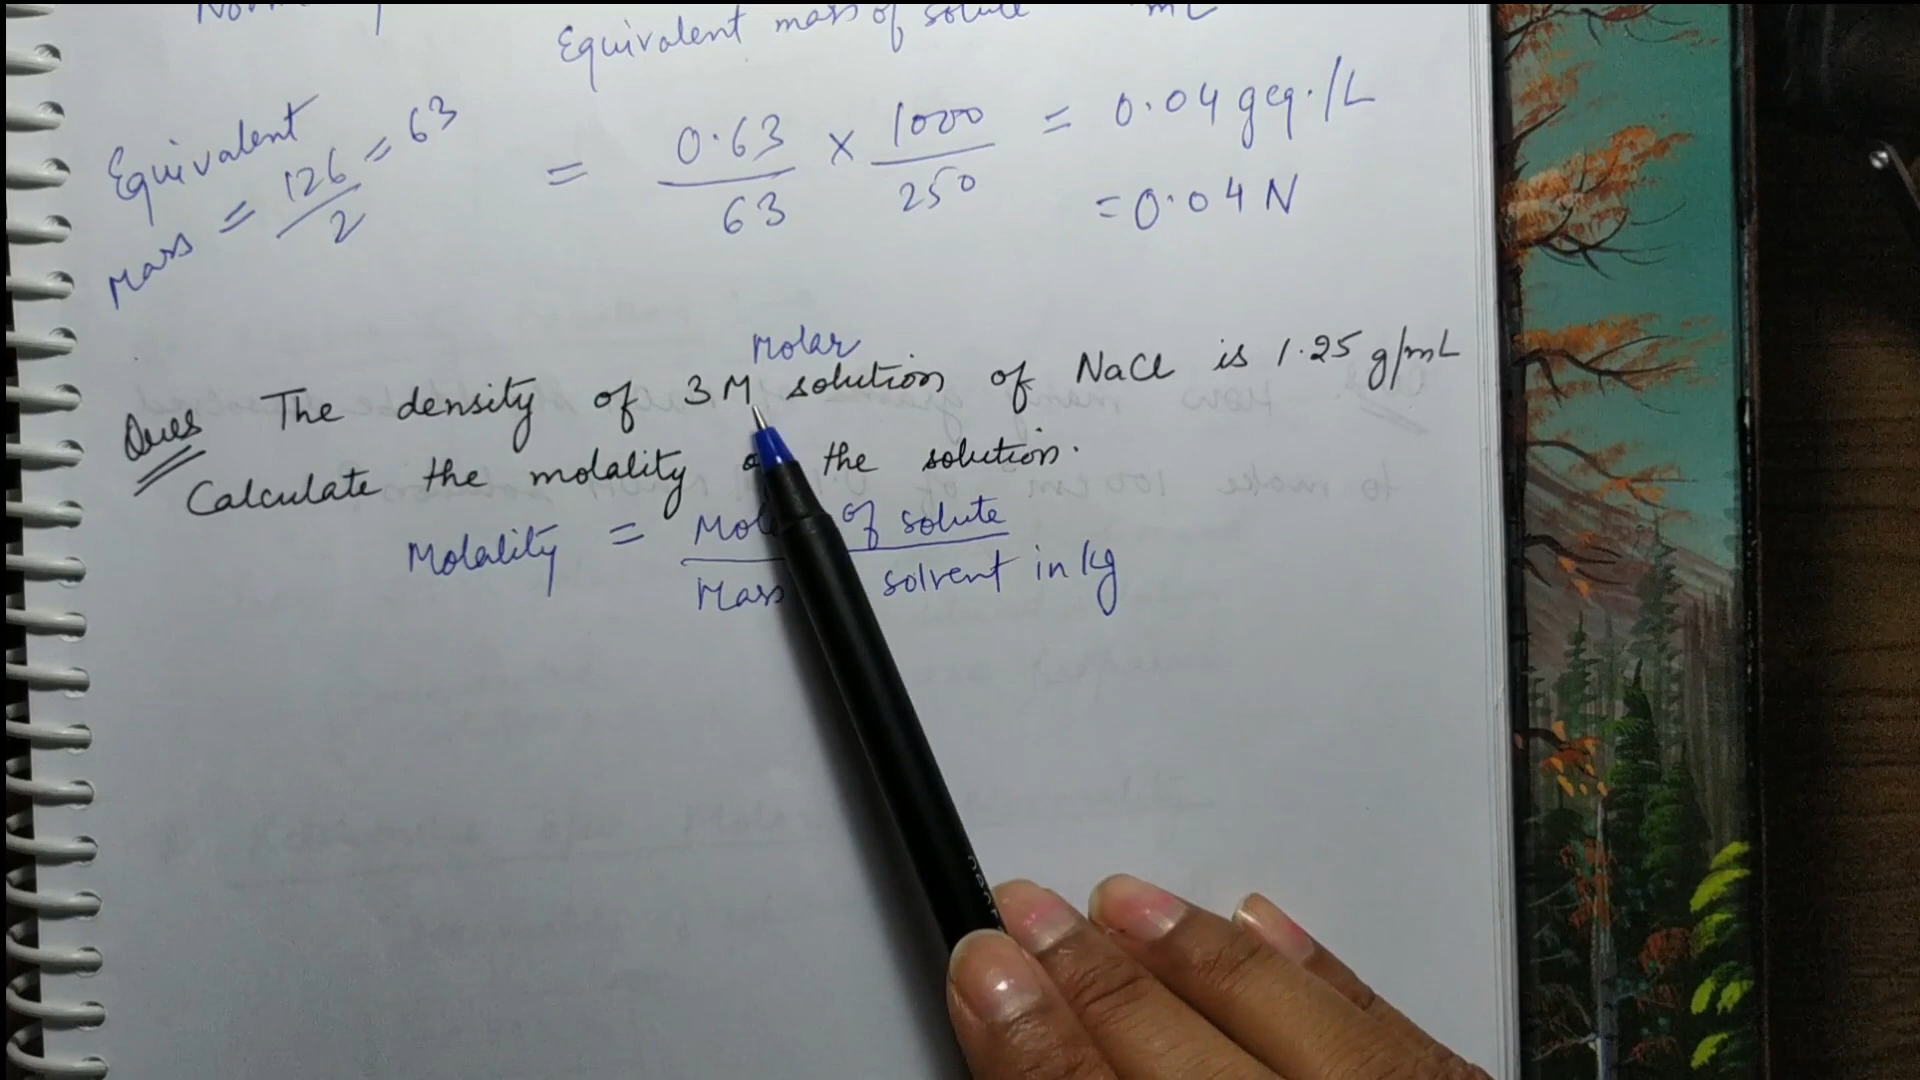 Equivalent mass of solute mL
Equivalent
Mass = 126/2 = 63
= 0.63/63 × 1000/250 = 0.04 geq./L
= 0.04 N
Molar
Ques The density of 3M solution of NaCl is 1.25 g/mL
Calculate the molality the solution.
Molality = of solute
Mass solvent in kg